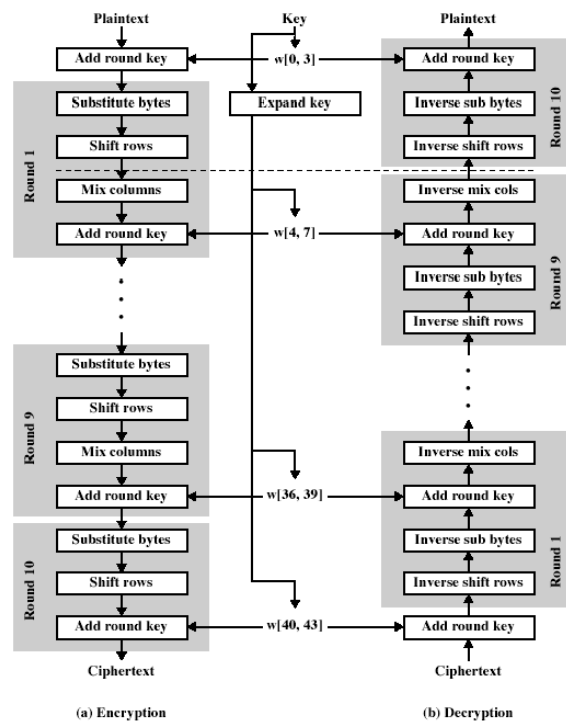 Plaintext
Add round key
Round 1
Substitute bytes
Shift rows
Mix columns
Add round key
Round 9
Substitute bytes
Shift rows
Mix columns
Add round key
Round 10
Substitute bytes
Shift rows
Add round key
Ciphertext
(a) Encryption
Key
w[0, 3]
Expand key
w[4, 7]
w[36, 39]
w[40, 43]
Plaintext
Add round key
Inverse sub bytes
Inverse shift rows
Round 10
Inverse mix cols
Add round key
Inverse sub bytes
Inverse shift rows
Round 9
Inverse mix cols
Add round key
Inverse sub bytes
Inverse shift rows
Round 1
Add round key
Ciphertext
(b) Decryption